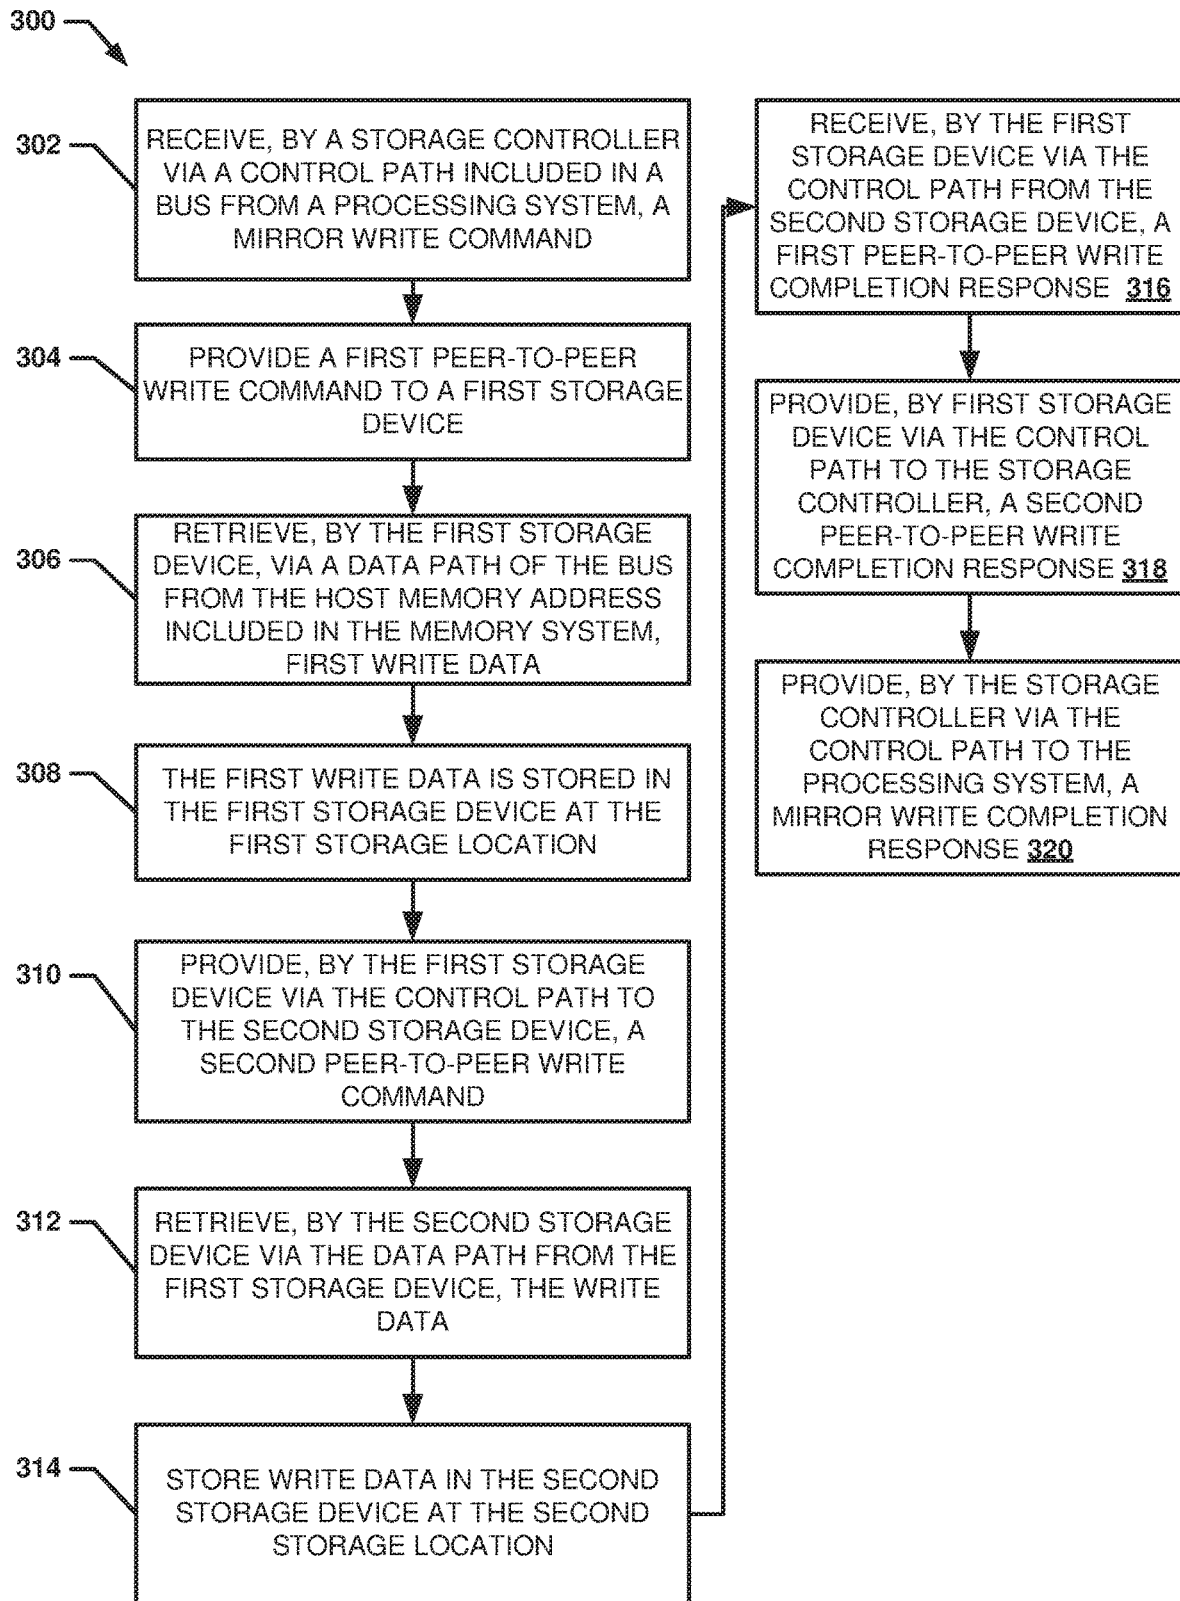 300
302
RECEIVE, BY A STORAGE CONTROLLER
VIA A CONTROL PATH INCLUDED IN A
BUS FROM A PROCESSING SYSTEM, A
MIRROR WRITE COMMAND
304
PROVIDE A FIRST PEER-TO-PEER
WRITE COMMAND TO A FIRST STORAGE
DEVICE
306
RETRIEVE, BY THE FIRST STORAGE
DEVICE, VIA A DATA PATH OF THE BUS
FROM THE HOST MEMORY ADDRESS
INCLUDED IN THE MEMORY SYSTEM,
FIRST WRITE DATA
308
THE FIRST WRITE DATA IS STORED IN
THE FIRST STORAGE DEVICE AT THE
FIRST STORAGE LOCATION
310
PROVIDE, BY THE FIRST STORAGE
DEVICE VIA THE CONTROL PATH TO
THE SECOND STORAGE DEVICE, A
SECOND PEER-TO-PEER WRITE
COMMAND
312
RETRIEVE, BY THE SECOND STORAGE
DEVICE VIA THE DATA PATH FROM THE
FIRST STORAGE DEVICE, THE WRITE
DATA
314
STORE WRITE DATA IN THE SECOND
STORAGE DEVICE AT THE SECOND
STORAGE LOCATION
RECEIVE, BY THE FIRST
STORAGE DEVICE VIA THE
CONTROL PATH FROM THE
SECOND STORAGE DEVICE, A
FIRST PEER-TO-PEER WRITE
COMPLETION RESPONSE 316
PROVIDE, BY FIRST STORAGE
DEVICE VIA THE CONTROL
PATH TO THE STORAGE
CONTROLLER, A SECOND
PEER-TO-PEER WRITE
COMPLETION RESPONSE 318
PROVIDE, BY THE STORAGE
CONTROLLER VIA THE
CONTROL PATH TO THE
PROCESSING SYSTEM, A
MIRROR WRITE COMPLETION
RESPONSE 320